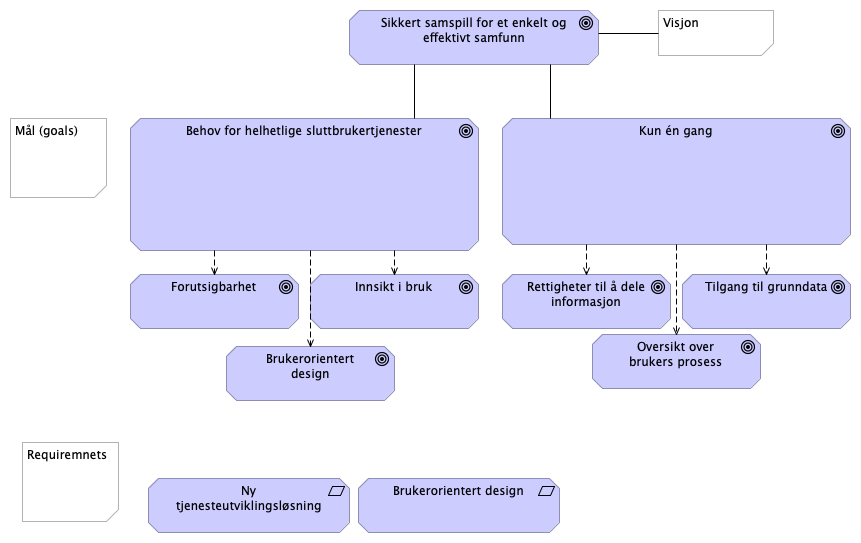 Sikkert samspill for et enkelt og
effektivt samfunn
Visjon
Mål (goals)
Behov for helhetlige sluttbrukertjenester
Kun én gang
Forutsigbarhet
Innsikt i bruk
Rettigheter til å dele
informasjon
Tilgang til grunndata
Brukerorientert
design
Oversikt over
brukers prosess
Requiremnets
Ny
tjenesteutviklingsløsning
Brukerorientert design